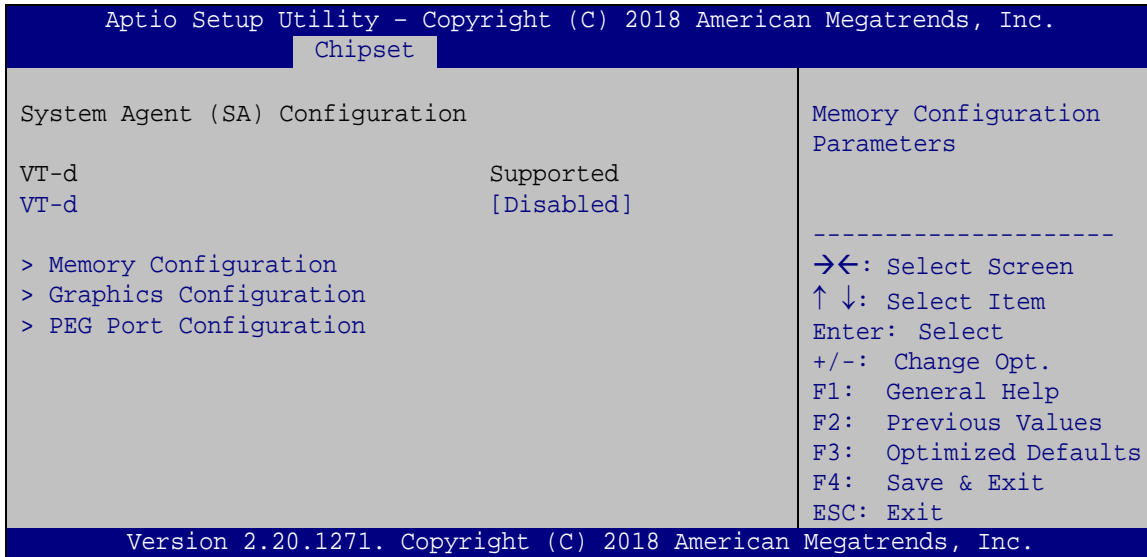 Aptio Setup Utility – Copyright (C) 2018 American Megatrends, Inc.
Chipset
System Agent (SA) Configuration
VT-d Supported
VT-d [Disabled]
> Memory Configuration
> Graphics Configuration
> PEG Port Configuration
Memory Configuration
Parameters
---------------------
→←: Select Screen
↑ ↓: Select Item
Enter: Select
+/-: Change Opt.
F1: General Help
F2: Previous Values
F3: Optimized Defaults
F4: Save & Exit
ESC: Exit
Version 2.20.1271. Copyright (C) 2018 American Megatrends, Inc.